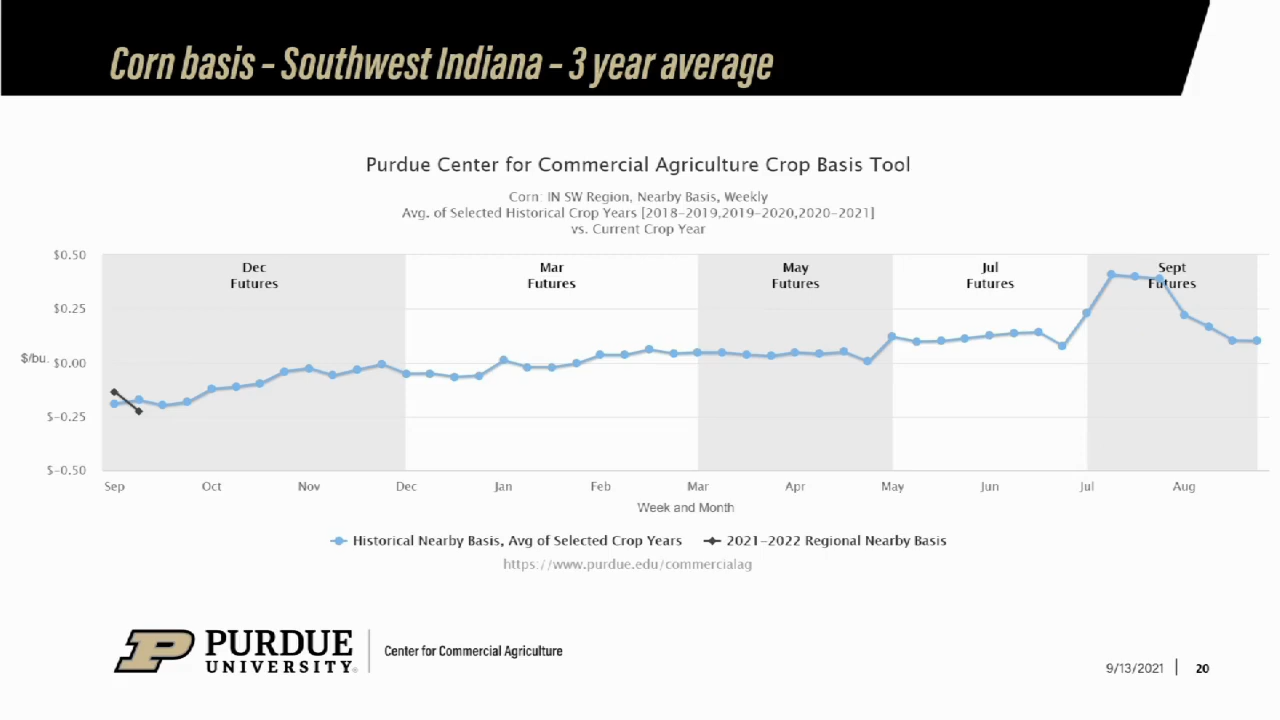 Corn basis – Southwest Indiana – 3 year average
Purdue Center for Commercial Agriculture Crop Basis Tool
Corn: IN SW Region, Nearby Basis, Weekly
Avg. of Selected Historical Crop Years [2018-2019,2019-2020,2020-2021]
vs. Current Crop Year
$0.50
$0.25
$/bu.
$0.00
$-0.25
$-0.50
Dec
Futures
Mar
Futures
May
Futures
Jul
Futures
Sept
Futures
Sep Oct Nov Dec Jan Feb Mar Apr May Jun Jul Aug
Week and Month
Historical Nearby Basis, Avg of Selected Crop Years 2021-2022 Regional Nearby Basis
https://www.purdue.edu/commercialag
P PURDUE
UNIVERSITY®
Center for Commercial Agriculture
9/13/2021 | 20